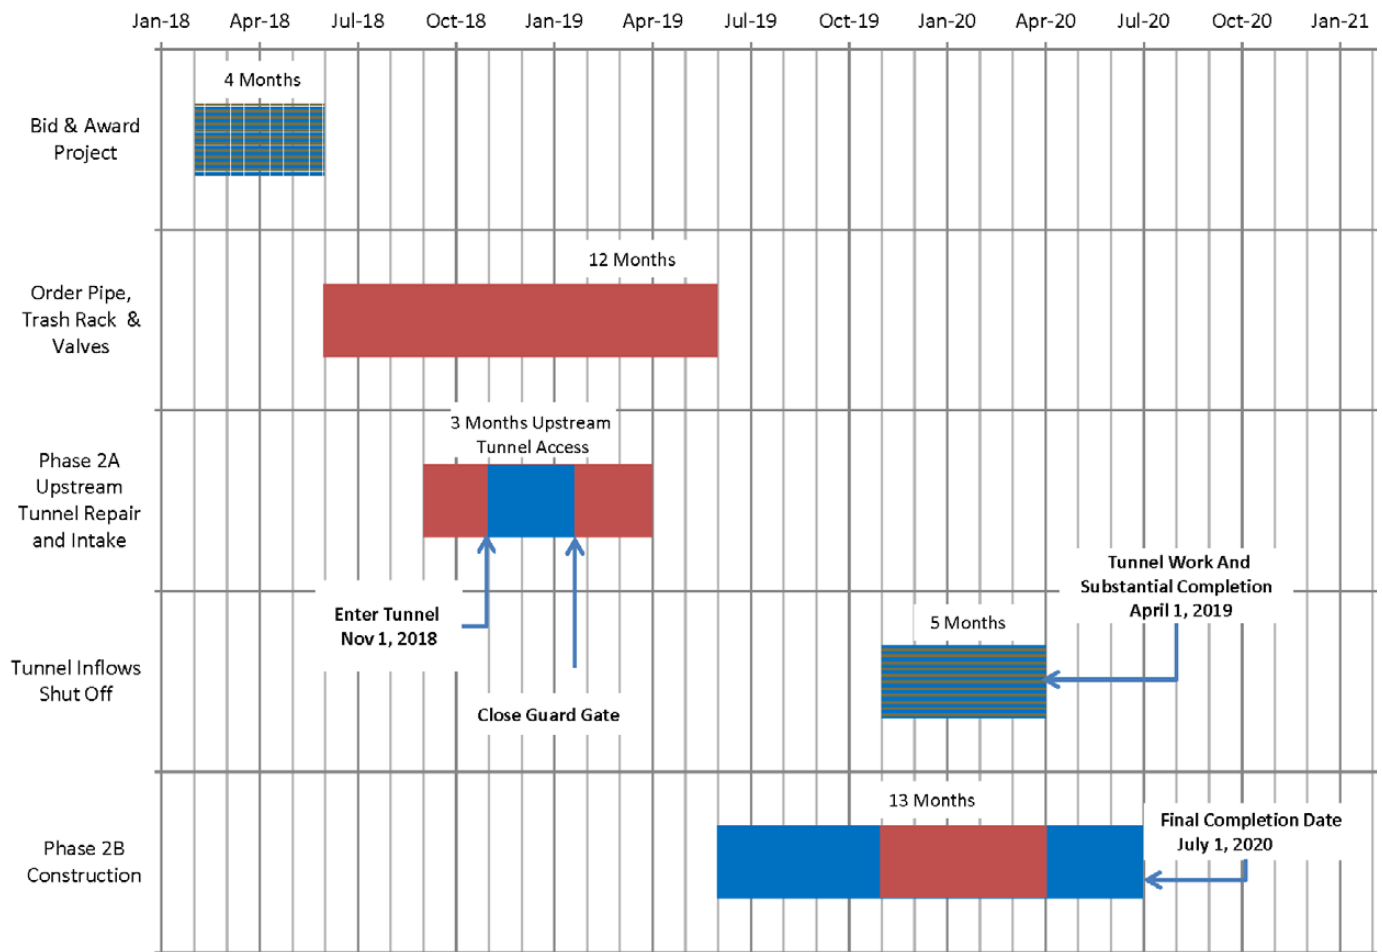 Jan-18 Apr-18 Jul-18 Oct-18 Jan-19 Apr-19 Jul-19 Oct-19 Jan-20 Apr-20 Jul-20 Oct-20 Jan-21
4 Months
Bid & Award
Project
12 Months
Order Pipe,
Trash Rack &
Valves
3 Months Upstream
Tunnel Access
Phase 2A
Upstream
Tunnel Repair
and Intake
Enter Tunnel
Nov 1, 2018
Close Guard Gate
Tunnel Work And
Substantial Completion
April 1, 2019
5 Months
Tunnel Inflows
Shut Off
13 Months
Final Completion Date
July 1, 2020
Phase 2B
Construction